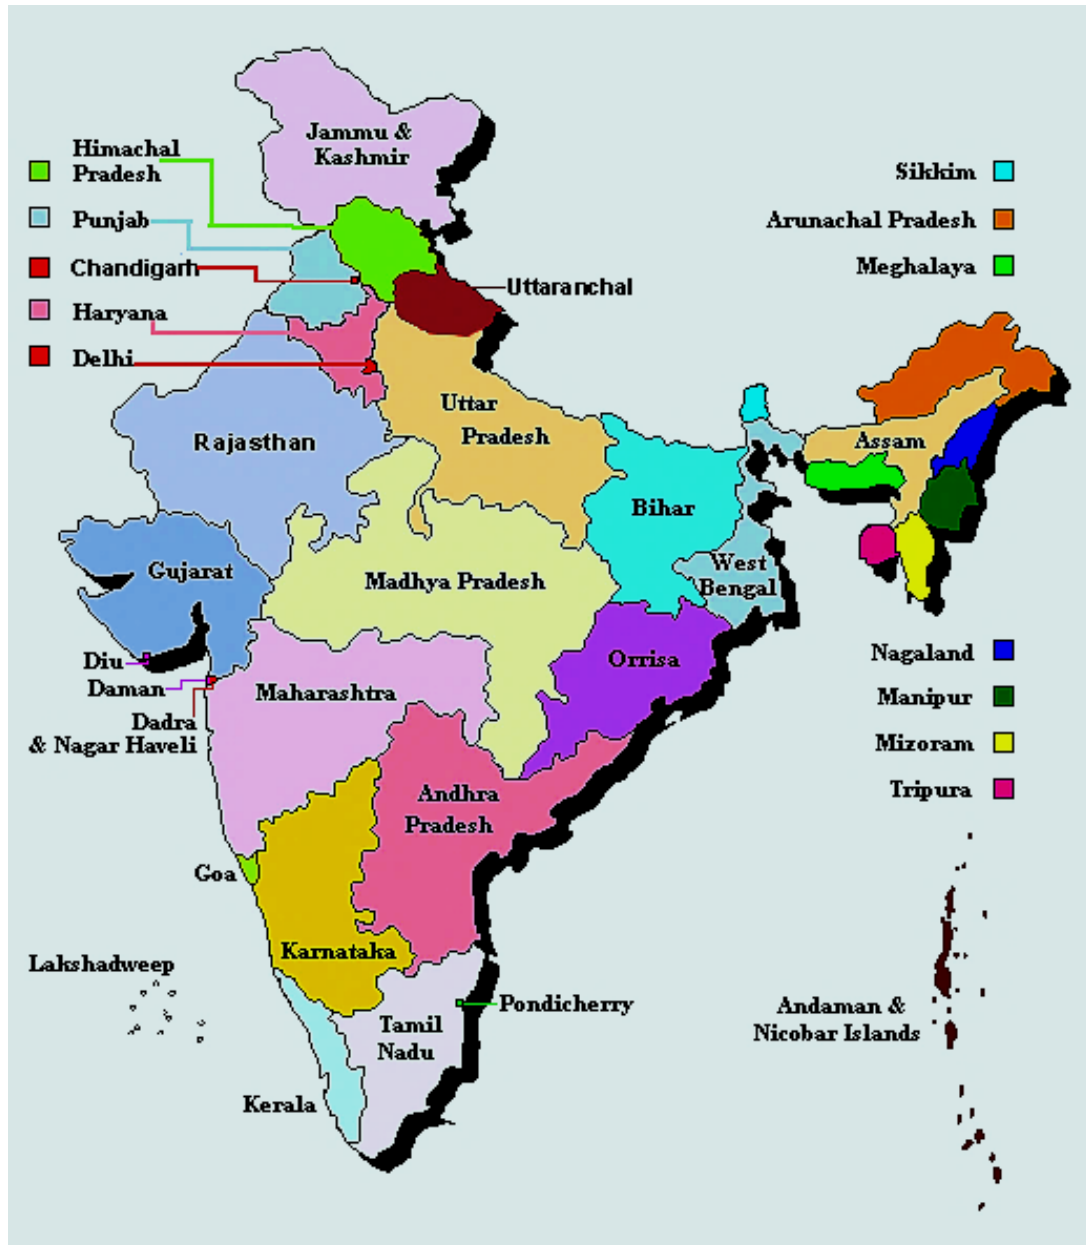 Jammu &
Kashmir
Himachal
Pradesh
Punjab
Chandigarh
Haryana
Delhi
Uttaranchal
Sikkim
Arunachal Pradesh
Meghalaya
Rajasthan
Uttar
Pradesh
Assam
Bihar
Gujarat
Madhya Pradesh
West
Bengal
Diu
Daman
Dadra
& Nagar Haveli
Maharashtra
Orrisa
Nagaland
Manipur
Mizoram
Tripura
Andhra
Pradesh
Goa
Karnataka
Lakshadweep
Pondicherry
Tamil
Nadu
Kerala
Andaman &
Nicobar Islands